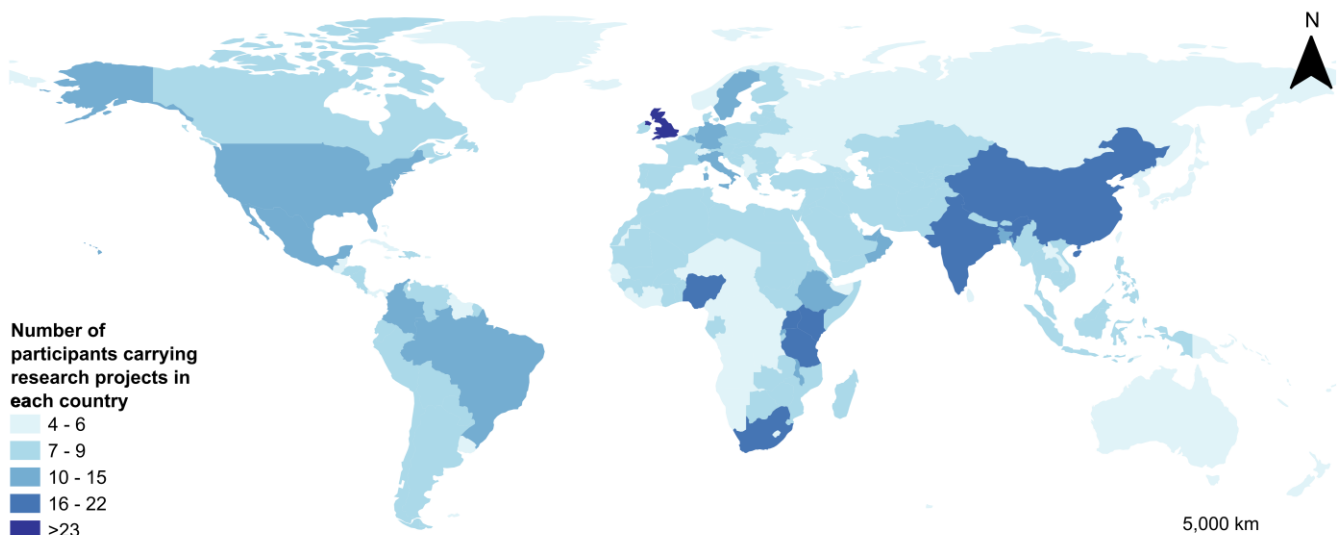 N
Number of
participants carrying
research projects in
each country
4 - 6
7 - 9
10 - 15
16 - 22
>23
5,000 km